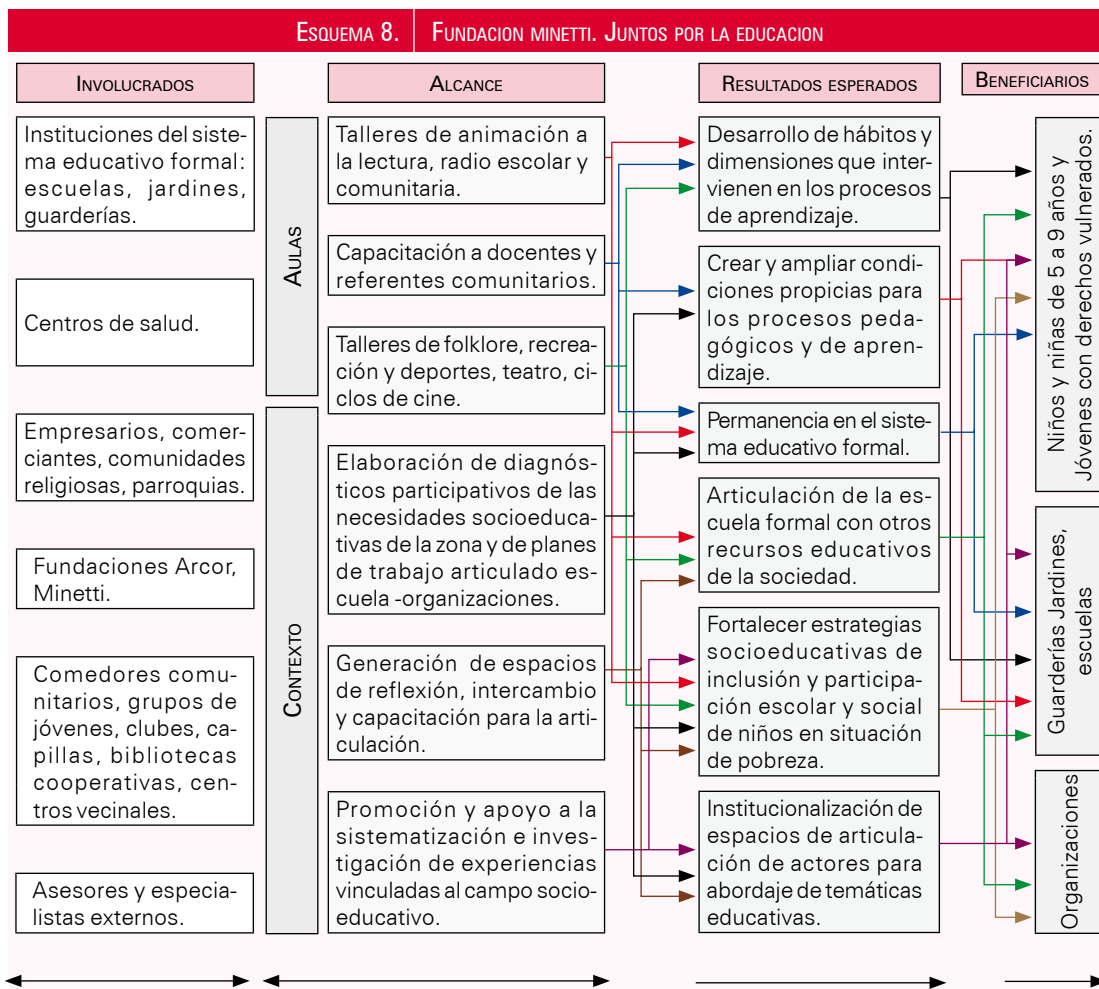 ESQUEMA 8. FUNDACION MINETTI. JUNTOS POR LA EDUCACION
INVOLUCRADOS
Instituciones del siste-
ma educativo formal:
escuelas, jardines,
guarderías.
Centros de salud.
Empresarios, comer-
ciantes, comunidades
religiosas, parroquias.
Fundaciones Arcor,
Minetti.
Comedores comu-
nitarios, grupos de
jóvenes, clubes, ca-
pillas, bibliotecas
cooperativas, cen-
tros vecinales.
Asesores y especia-
listas externos.
ALCANCE
AULAS
CONTEXTO
Talleres de animación a
la lectura, radio escolar y
comunitaria.
Capacitación a docentes y
referentes comunitarios.
Talleres de folklore, recrea-
ción y deportes, teatro, ci-
clos de cine.
Elaboración de diagnós-
ticos participativos de las
necesidades socioeduca-
tivas de la zona y de planes
de trabajo articulado es-
cuela -organizaciones.
Generación de espacios
de reflexión, intercambio
y capacitación para la arti-
culación.
Promoción y apoyo a la
sistematización e inves-
tigación de experiencias
vinculadas al campo socio-
educativo.
RESULTADOS ESPERADOS
Desarrollo de hábitos y
dimensiones que inter-
vienen en los procesos
de aprendizaje.
Crear y ampliar condi-
ciones propicias para
los procesos peda-
gógicos y de apren-
dizaje.
Permanencia en el siste-
ma educativo formal.
Articulación de la es-
cuela formal con otros
recursos educativos
de la sociedad.
Fortalecer estrategias
socioeducativas de
inclusión y participa-
ción escolar y social
de niños en situación
de pobreza.
Institucionalización de
espacios de articula-
ción de actores para
abordaje de temáticas
educativas.
BENEFICIARIOS
Niños y niñas de 5 a 9 años y
Jóvenes con derechos vulnerados.
Guarderías Jardines,
escuelas
Organizaciones